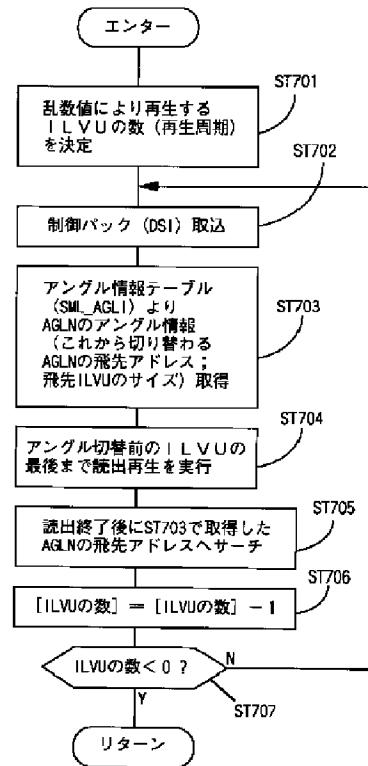 エンター
ST701
乱数値により再生する
ILVUの数(再生周期)
を決定
ST702
制御パック(DSI)取込
アングル情報テーブル
(SML_AGLI)より
AGLNのアングル情報
(これから切り替わる
AGLNの飛先アドレス;
飛先ILVUのサイズ)取得
ST703
ST704
アングル切替前のILVUの
最後まで読出再生を実行
ST705
読出終了後にST703で取得した
AGLNの飛先アドレスへサーチ
ST706
[ILVUの数]=[ILVUの数]-1
ILVUの数<0?
N
Y
ST707
リターン